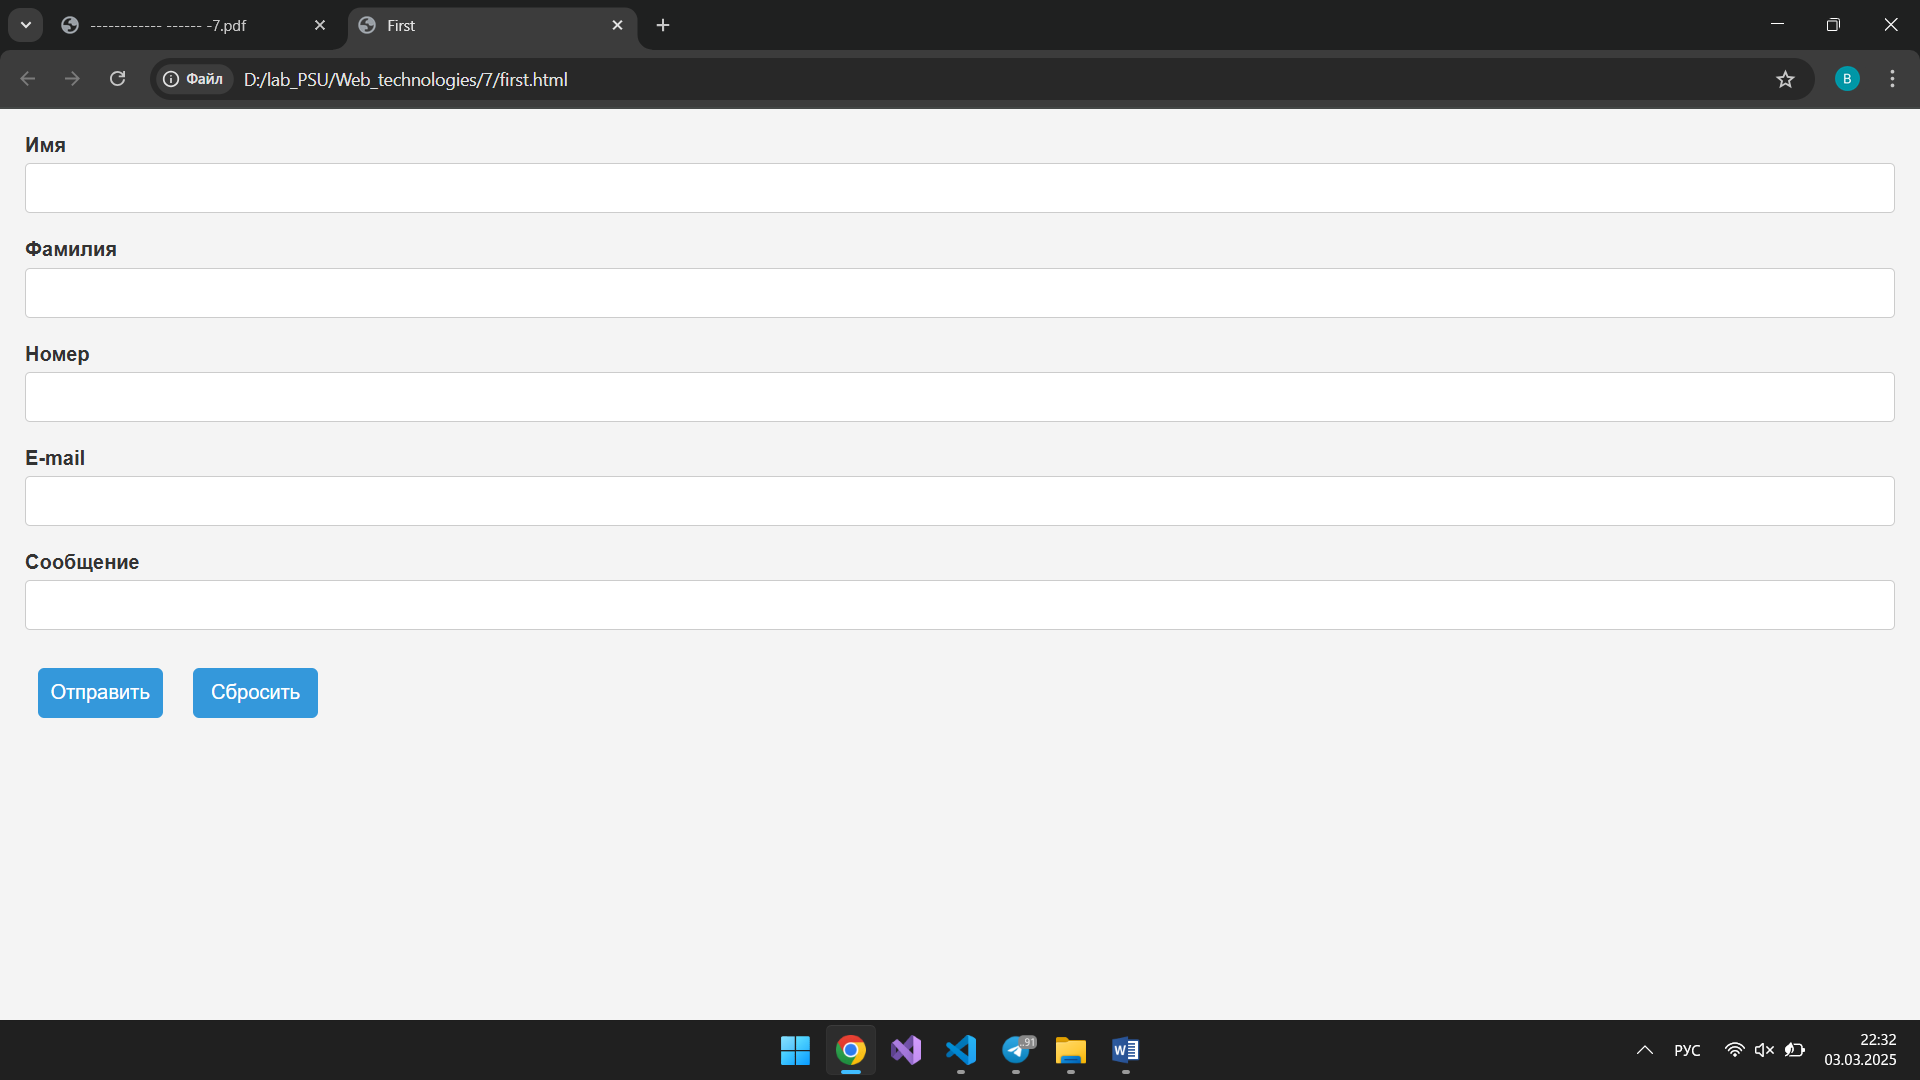 ------------ ------ -7.pdf
First
Файл
D:/lab_PSU/Web_technologies/7/first.html
B
Имя
Фамилия
Номер
E-mail
Сообщение
Отправить Сбросить
W
РУС
22:32
03.03.2025